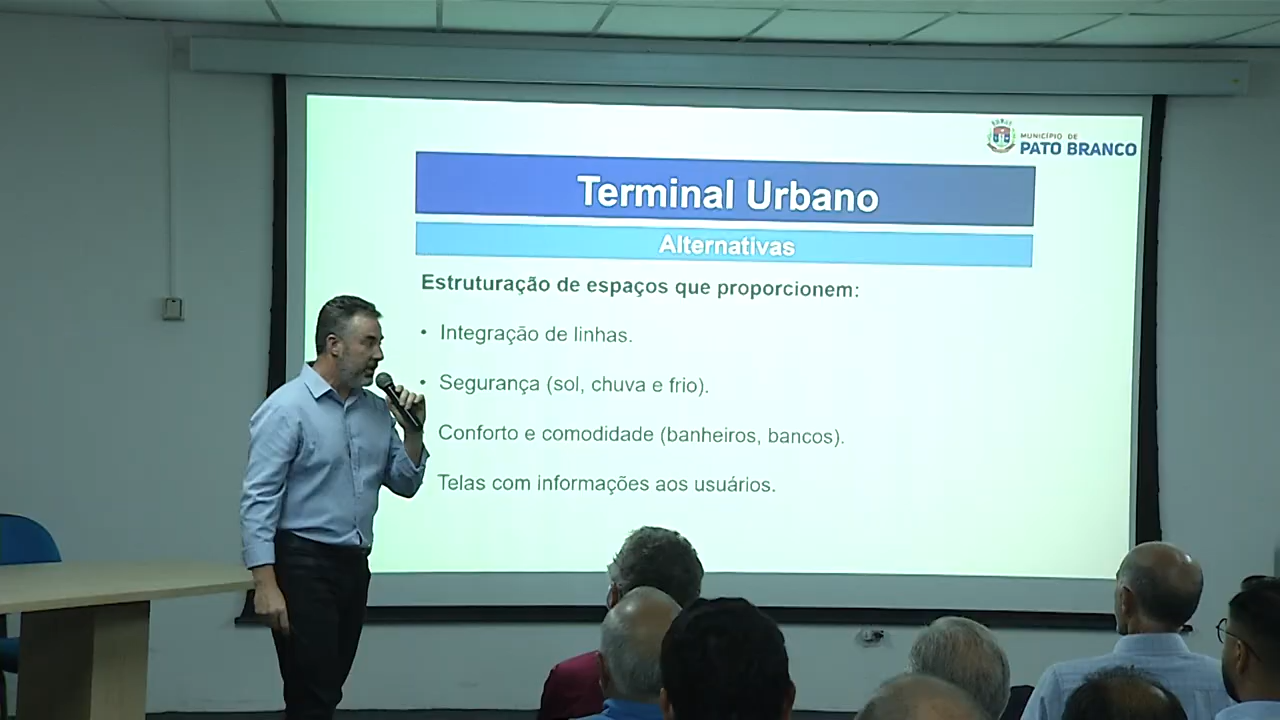 MUNICÍPIO DE
PATO BRANCO
Terminal Urbano
Alternativas
Estruturação de espaços que proporcionem:
• Integração de linhas.
• Segurança (sol, chuva e frio).
Conforto e comodidade (banheiros, bancos).
Telas com informações aos usuários.